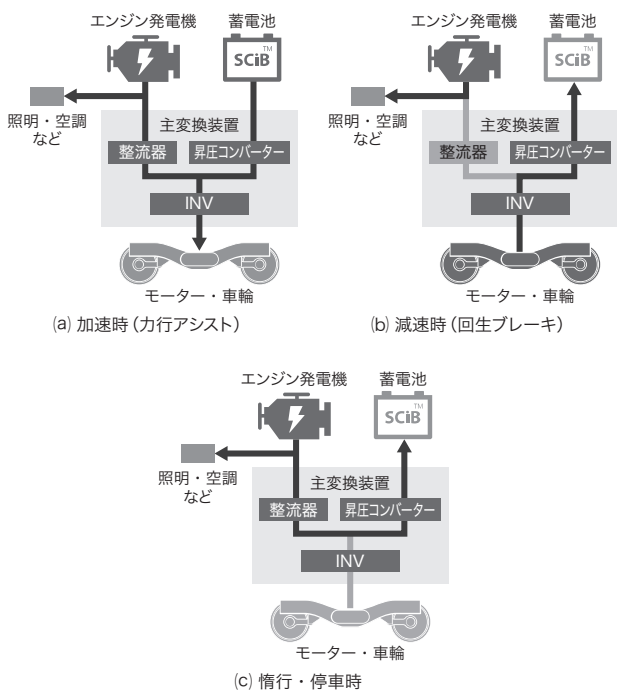 エンジン発電機
蓄電池
SCiB™
照明・空調
など
主変換装置
整流器
昇圧コンバーター
INV
モーター・車輪
(a) 加速時（力行アシスト）
エンジン発電機
蓄電池
SCiB™
照明・空調
など
主変換装置
整流器
昇圧コンバーター
INV
モーター・車輪
(b) 減速時（回生ブレーキ）
エンジン発電機
蓄電池
SCiB™
照明・空調
など
主変換装置
整流器
昇圧コンバーター
INV
モーター・車輪
(c) 惰行・停車時